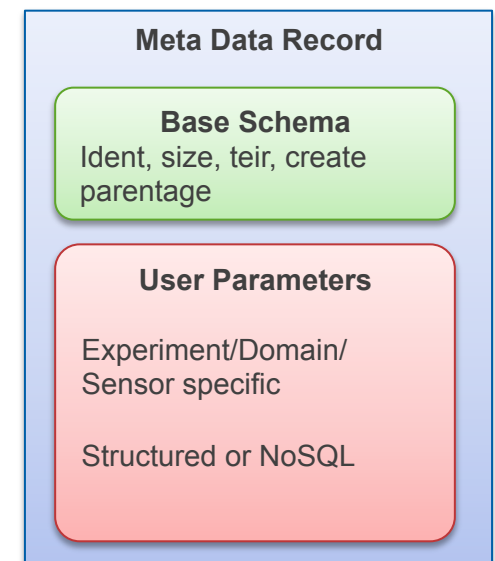 Meta Data Record
Base Schema
Ident, size, teir, create
parentage
User Parameters
Experiment/Domain/
Sensor specific
Structured or NoSQL